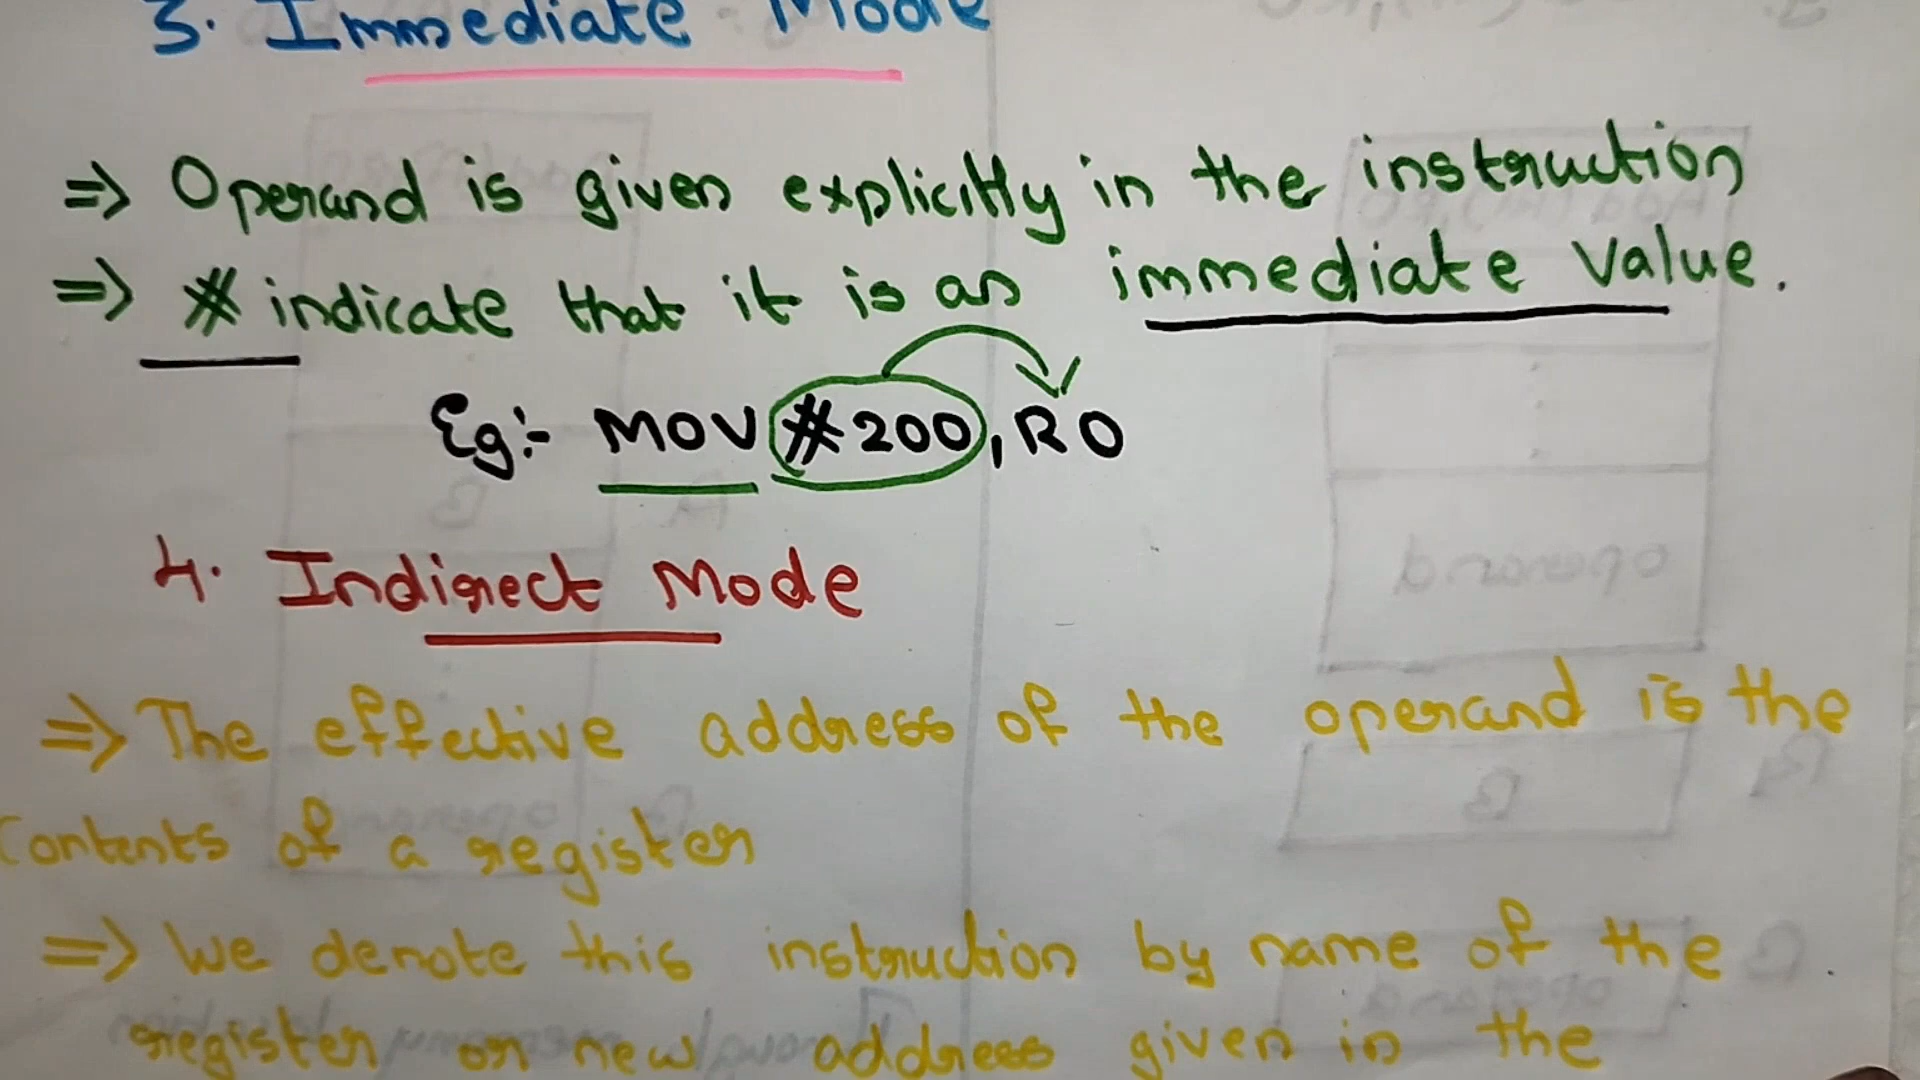 3. Immediate Mode
=> Operand is given explicitly in the instruction
=> # indicate that it is an immediate value.
Eg:- MOV #200, R0
4. Indirect Mode
=> The effective address of the operand is the
Contents of a register
=> We denote this instruction by name of the
register or new address given in the